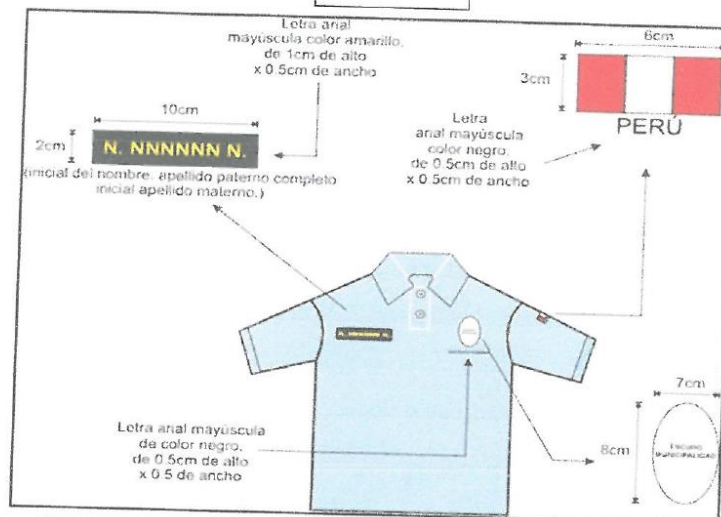 Letra arial
mayúscula color amarillo,
de 1cm de alto
x 0.5cm de ancho
6cm
3cm
PERÚ
10cm
2cm
N. NNNNNN N.
(inicial del nombre, apellido paterno completo
inicial apellido materno.)
Letra
arial mayúscula
color negro,
de 0.5cm de alto
x 0.5cm de ancho
N. NNNNNN N.
Letra arial mayúscula
de color negro,
de 0.5cm de alto
x 0.5 de ancho
7cm
8cm
ESCUDO
MUNICIPALIDAD